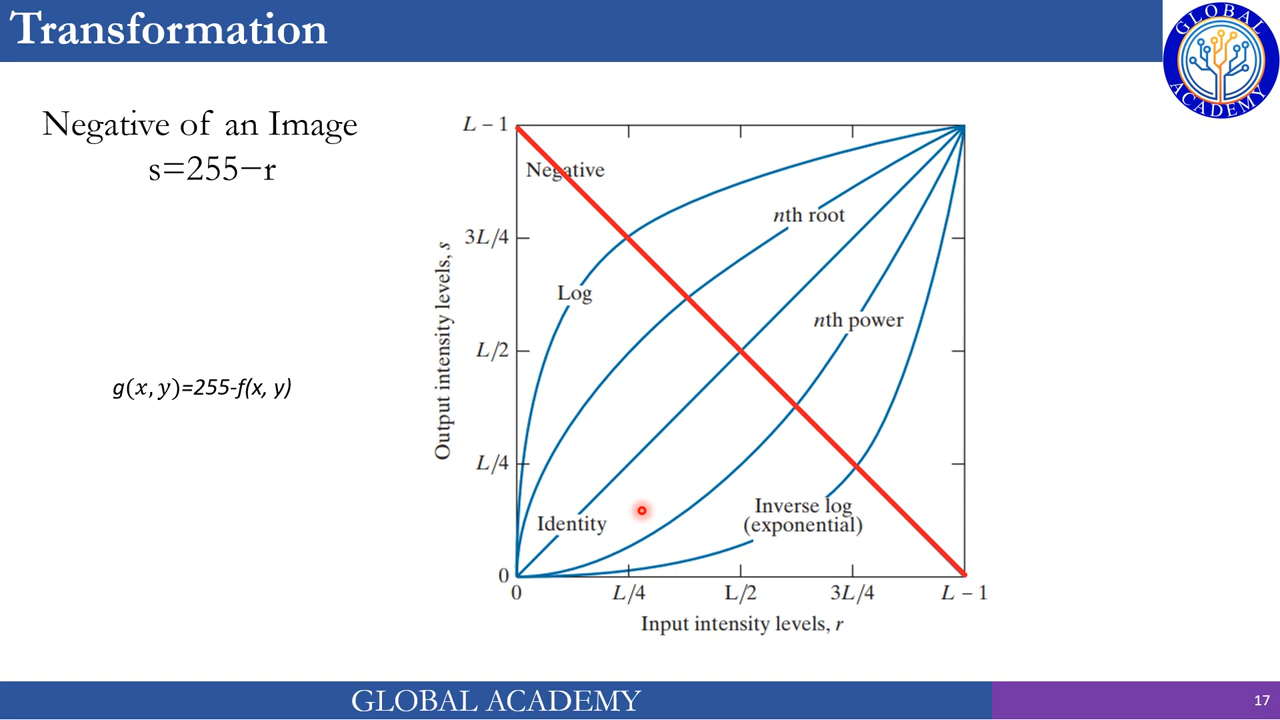 Transformation
GLOBAL
ACADEMY
Negative of an Image
s=255−r
g(x,y)=255-f(x, y)
Output intensity levels, s
L − 1
3L/4
L/2
L/4
0
Negative
nth root
Log
nth power
Identity
Inverse log
(exponential)
0 L/4 L/2 3L/4 L − 1
Input intensity levels, r
GLOBAL ACADEMY
17